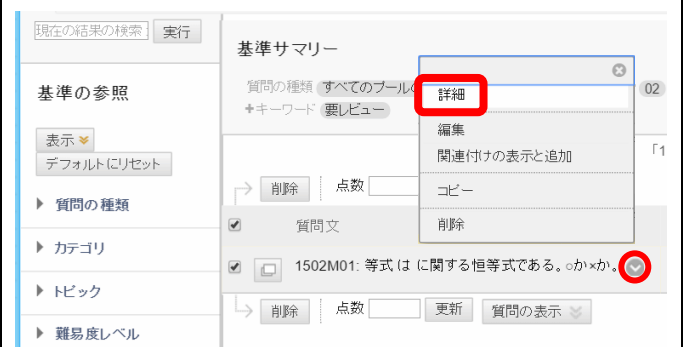 現在の結果の検索 実行
基準の参照
表示
デフォルトにリセット
質問の種類
カテゴリ
トピック
難易度レベル
基準サマリー
質問の種類 すべてのプールの 02
+キーワード 要レビュー
「1
削除 点数
質問文
1502M01: 等式 は に関する恒等式である。○か×か。
削除 点数 更新 質問の表示
詳細
編集
関連付けの表示と追加
コピー
削除